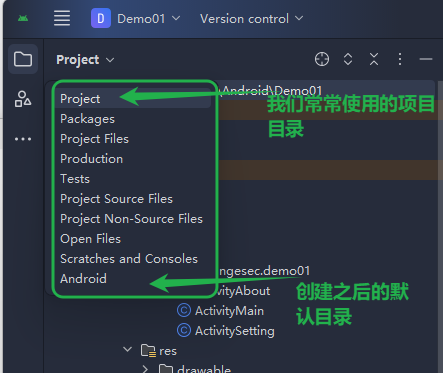 D Demo01 Version control
Project
\Android\Demo01
Project
Packages
Project Files
Production
Tests
Project Source Files
Project Non-Source Files
Open Files
Scratches and Consoles
Android
我们常常使用的项目
目录
ngesec.demo01
ivityAbout
创建之后的默
认目录
C ActivityMain
C ActivitySetting
res
drawable